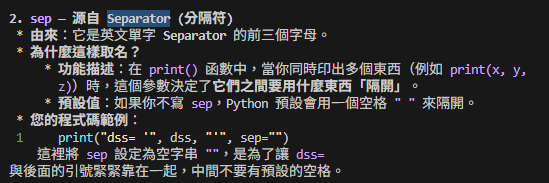 2. sep — 源自 Separator (分隔符)
* 由來：它是英文單字 Separator 的前三個字母。
* 為什麼這樣取名？
* 功能描述：在 print() 函數中，當你同時印出多個東西（例如 print(x, y,
z)）時，這個參數決定了它們之間要用什麼東西「隔開」。
* 預設值：如果你不寫 sep，Python 預設會用一個空格 " " 來隔開。
* 您的程式碼範例：
1 print("dss= '", dss, "'", sep="")
這裡將 sep 設定為空字串 ""，是為了讓 dss=
與後面的引號緊緊靠在一起，中間不要有預設的空格。